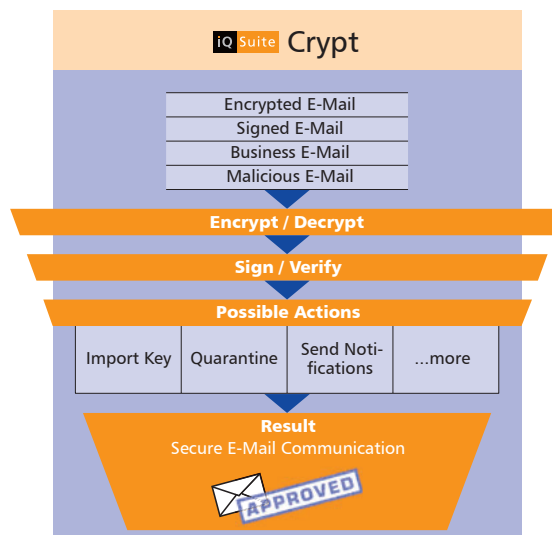 iQ Suite Crypt
Encrypted E-Mail
Signed E-Mail
Business E-Mail
Malicious E-Mail
Encrypt / Decrypt
Sign / Verify
Possible Actions
Import Key
Quarantine
Send Noti-
fications
...more
Result
Secure E-Mail Communication
APPROVED